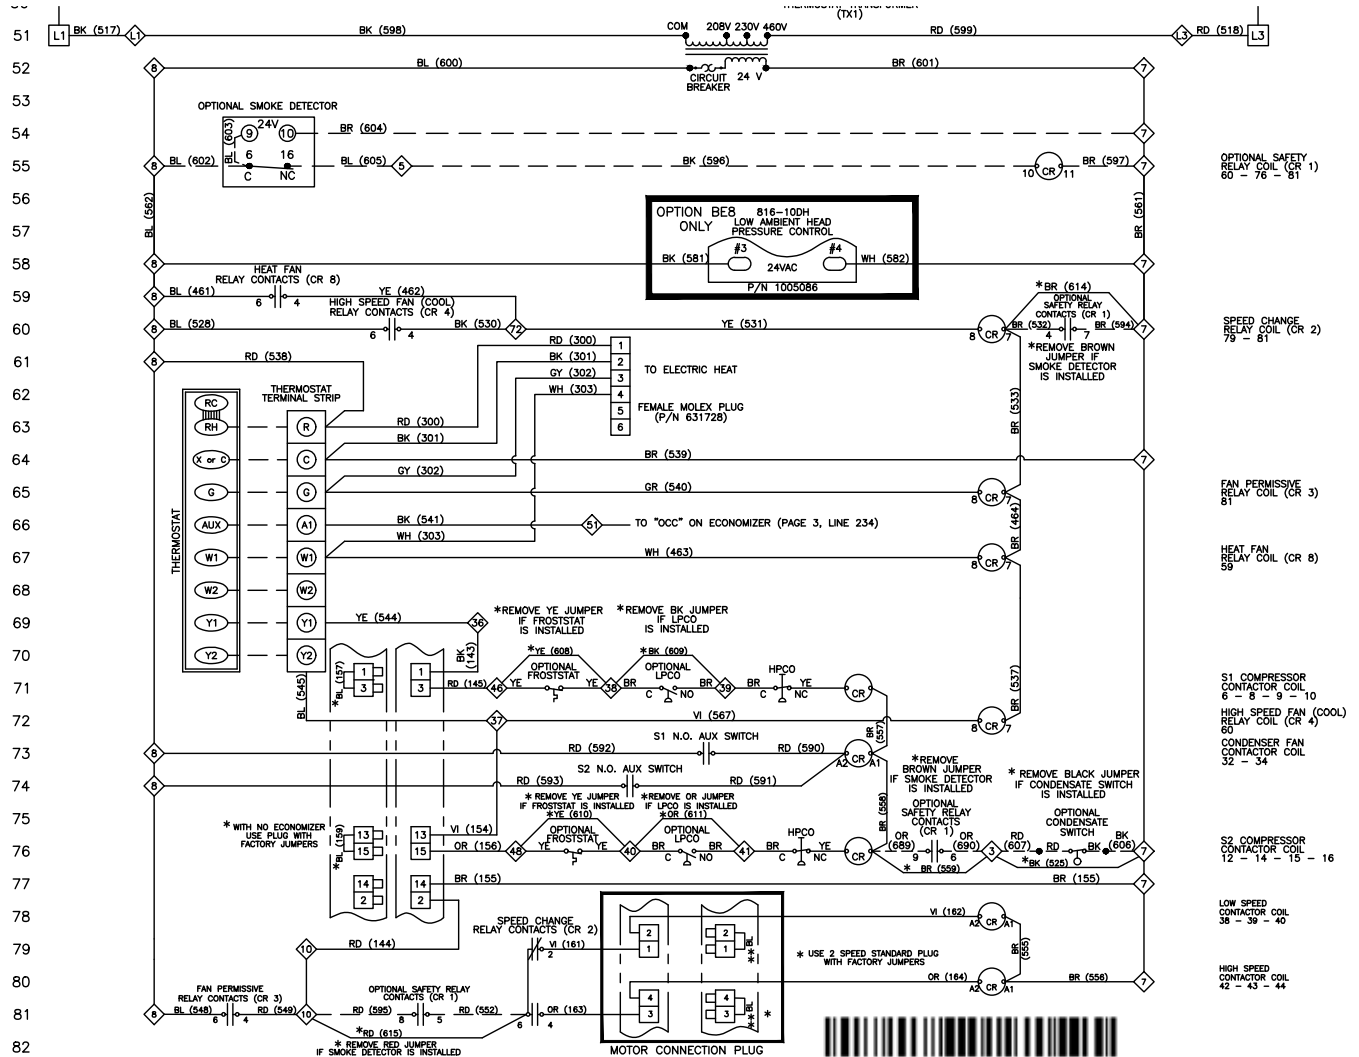 (TX1)
51 L1 BK (517) L1 BK (598) COM 208V 230V 460V RD (599) L3 RD (518) L3
52 8 BL (600) CIRCUIT BREAKER 24 V BR (601) 7
53
OPTIONAL SMOKE DETECTOR
54 BL (603) 9 24V 10 BR (604) 7
55 8 BL (602) 6 16 C NC BL (605) 5 BK (596) 10 CR 11 BR (597) 7
OPTIONAL SAFETY
RELAY COIL (CR 1)
60 - 76 - 81
56 BL (562) BR (561)
OPTION BE8 816-10DH
ONLY LOW AMBIENT HEAD
57 PRESSURE CONTROL
58 8 BK (581) #3 24VAC #4 WH (582) 7
P/N 1005086
HEAT FAN
RELAY CONTACTS (CR 8)
59 8 BL (461) 6 4 YE (462)
HIGH SPEED FAN (COOL)
RELAY CONTACTS (CR 4)
*BR (614)
OPTIONAL
SAFETY RELAY
CONTACTS (CR 1)
60 8 BL (528) 6 4 BK (530) 72 YE (531) 8 CR 7 BR (532) 4 7 BR (594) 7
SPEED CHANGE
RELAY COIL (CR 2)
79 - 81
*REMOVE BROWN
JUMPER IF
SMOKE DETECTOR
IS INSTALLED
61 8 RD (538)
RD (300) 1
BK (301) 2
GY (302) 3
WH (303) 4
5
6
TO ELECTRIC HEAT
FEMALE MOLEX PLUG
(P/N 631728)
62 THERMOSTAT
TERMINAL STRIP
BR (533)
THERMOSTAT
RC
63 RH R RD (300)
BK (301)
64 X or C C BR (539) 7
GY (302)
65 G G GR (540) 8 CR 7
FAN PERMISSIVE
RELAY COIL (CR 3)
81
66 AUX A1 BK (541) 51 TO "OCC" ON ECONOMIZER (PAGE 3, LINE 234)
BR (464)
WH (303)
67 W1 W1 WH (463) 8 CR 7
HEAT FAN
RELAY COIL (CR 8)
59
68 W2 W2
69 Y1 Y1 YE (544) 36
*REMOVE YE JUMPER
IF FROSTSTAT
IS INSTALLED
*REMOVE BK JUMPER
IF LPCO
IS INSTALLED
70 Y2 Y2
BK (143)
*YE (608)
OPTIONAL
FROSTSTAT
*BK (609)
OPTIONAL
LPCO
HPCO
71 BL (545) *BL (157) 1 3 1 3 RD (145) 46 YE YE 38 BR C NO BR 39 BR C NC YE CR
BR (537)
S1 COMPRESSOR
CONTACTOR COIL
6 - 8 - 9 - 10
72 37 VI (567) 8 CR 7
HIGH SPEED FAN (COOL)
RELAY COIL (CR 4)
60
BR (557)
S1 N.O. AUX SWITCH
73 8 RD (592) RD (590) A2 CR A1
CONDENSER FAN
CONTACTOR COIL
32 - 34
S2 N.O. AUX SWITCH
74 8 RD (593) RD (591)
*REMOVE
BROWN JUMPER
IF SMOKE DETECTOR
IS INSTALLED
* REMOVE BLACK JUMPER
IF CONDENSATE SWITCH
IS INSTALLED
* REMOVE YE JUMPER
IF FROSTSTAT IS INSTALLED
*REMOVE OR JUMPER
IF LPCO IS INSTALLED
75
*YE (610)
OPTIONAL
FROSTSTAT
*OR (611)
OPTIONAL
LPCO
HPCO
OPTIONAL
SAFETY RELAY
CONTACTS
(CR 1)
OPTIONAL
CONDENSATE
SWITCH
* WITH NO ECONOMIZER
USE PLUG WITH
FACTORY JUMPERS
*BL (159) 13 15 13 15 VI (154)
76 OR (156) 48 YE YE 40 BR C NO BR 41 BR C NC YE CR OR (689) 9 6 OR (690) 3 RD (607) RD BK BK (606) 7
* BR (559) *BK (525)
S2 COMPRESSOR
CONTACTOR COIL
12 - 14 - 15 - 16
77 14 2 14 2 BR (155) BR (155) 7
78 VI (162) A2 CR A1
LOW SPEED
CONTACTOR COIL
38 - 39 - 40
SPEED CHANGE
RELAY CONTACTS (CR 2)
79 10 RD (144) VI (161) 2 2 1 2 1 **BL
BR (555)
* USE 2 SPEED STANDARD PLUG
WITH FACTORY JUMPERS
80 OR (164) A2 CR A1 BR (556) 7
HIGH SPEED
CONTACTOR COIL
42 - 43 - 44
FAN PERMISSIVE
RELAY CONTACTS (CR 3)
OPTIONAL SAFETY RELAY
CONTACTS (CR 1)
81 8 BL (548) 6 4 RD (549) 10 RD (595) 8 5 RD (552) 6 4 OR (163) 4 3 4 3 **BL *
*RD (615)
82 * REMOVE RED JUMPER
IF SMOKE DETECTOR IS INSTALLED
MOTOR CONNECTION PLUG